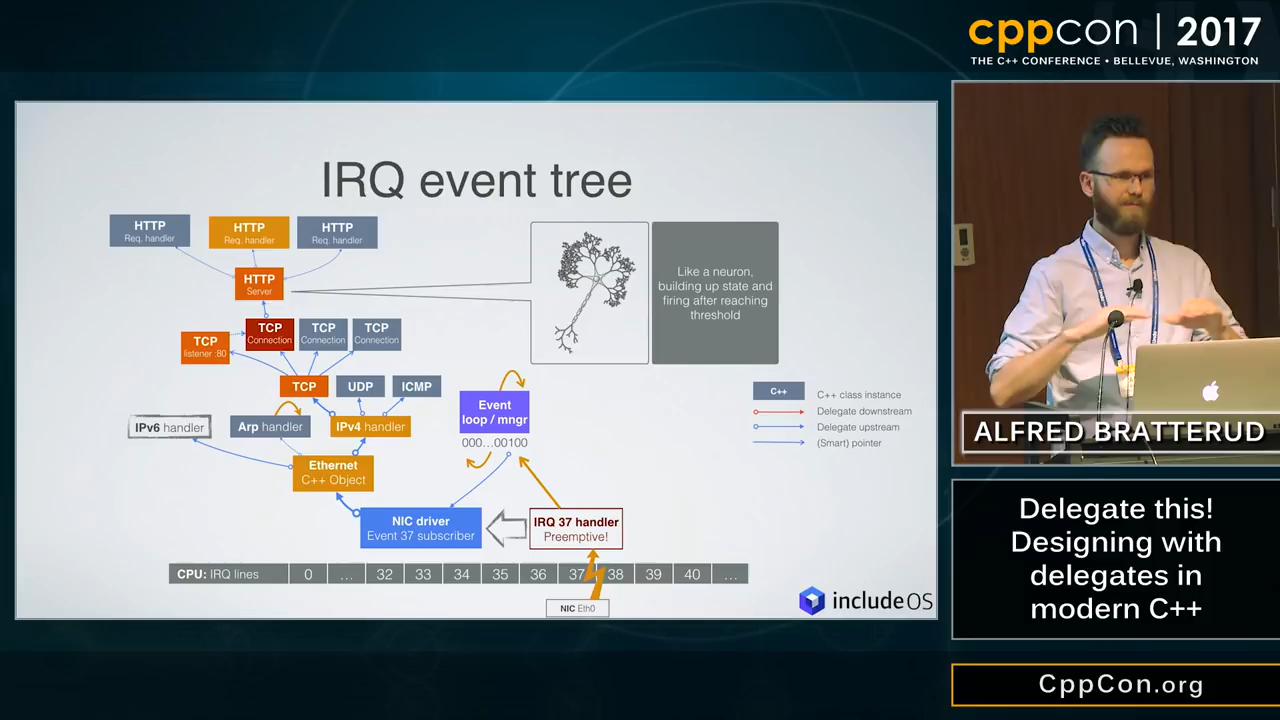 cppcon | 2017
THE C++ CONFERENCE • BELLEVUE, WASHINGTON
IRQ event tree
HTTP
Req. handler
HTTP
Req. handler
HTTP
Req. handler
HTTP
Server
Like a neuron,
building up state and
firing after reaching
threshold
TCP
listener :80
TCP
Connection
TCP
Connection
TCP
Connection
TCP
UDP
ICMP
IPv6 handler
Arp handler
IPv4 handler
Event
loop / mngr
000...00100
C++
C++ class instance
Delegate downstream
Delegate upstream
(Smart) pointer
Ethernet
C++ Object
NIC driver
Event 37 subscriber
IRQ 37 handler
Preemptive!
CPU: IRQ lines 0 ... 32 33 34 35 36 37 38 39 40 ...
NIC Eth0
includeOS
ALFRED BRATTERUD
Delegate this!
Designing with
delegates in
modern C++
CppCon.org